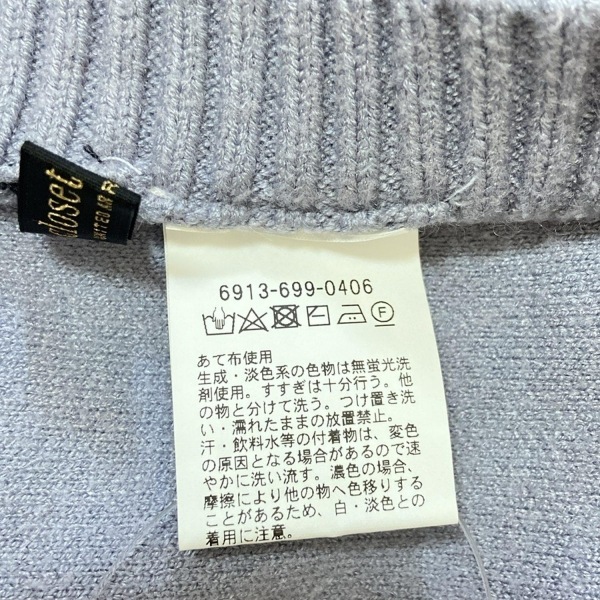 closet
6913-699-0406
あて布使用
生成・淡色系の色物は無蛍光洗
剤使用。すすぎは十分行う。他
の物と分けて洗う。つけ置き洗
い・濡れたままの放置禁止。
汗・飲料水等の付着物は、変色
の原因となる場合があるので速
やかに洗い流す。濃色の場合、
摩擦により他の物へ色移りする
ことがあるため、白・淡色との
着用に注意。